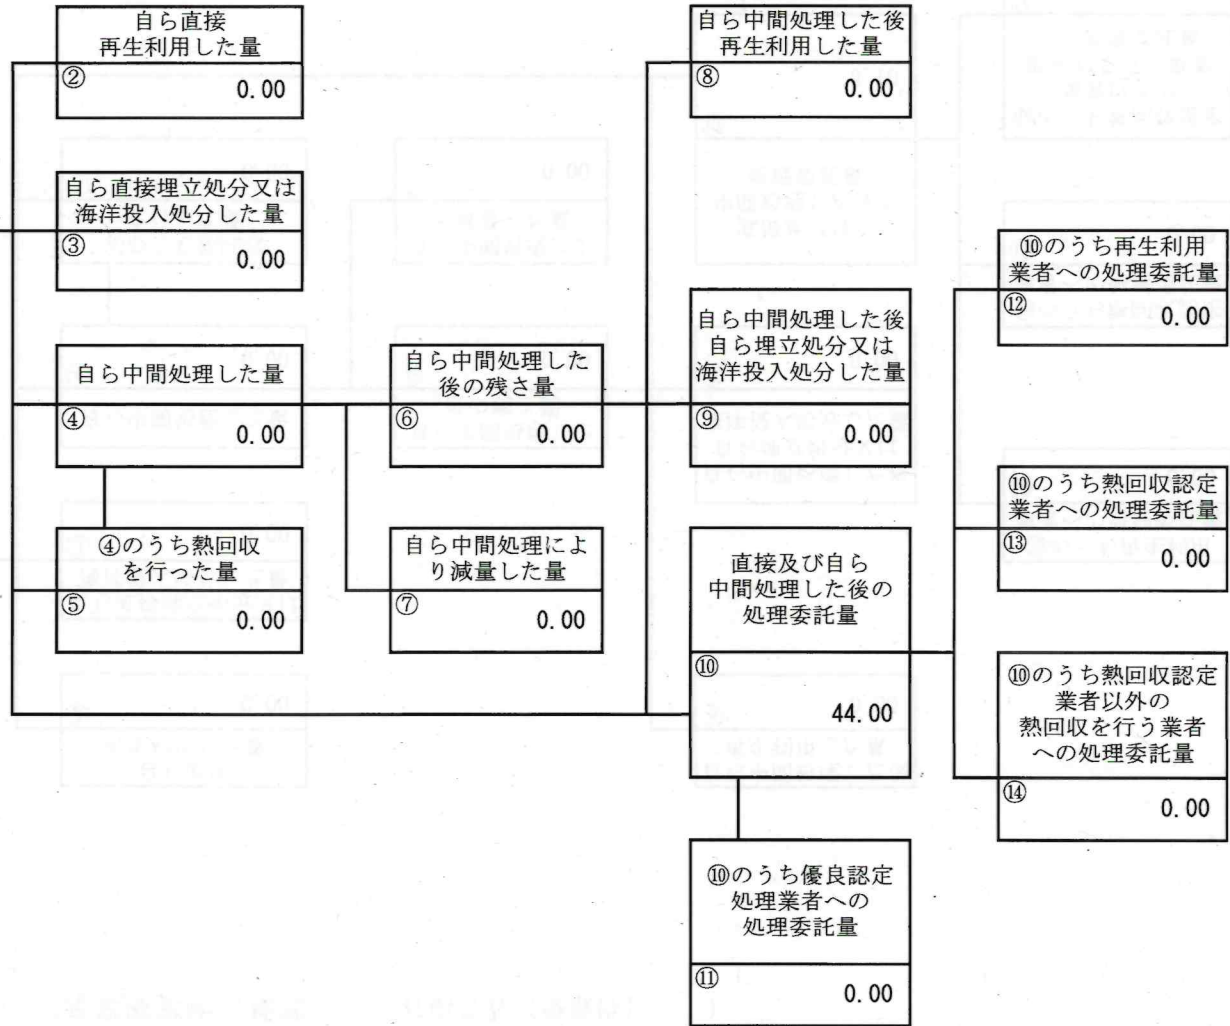 自ら直接
再生利用した量
② 0.00
自ら直接埋立処分又は
海洋投入処分した量
③ 0.00
自ら中間処理した量
④ 0.00
④のうち熱回収
を行った量
⑤ 0.00
自ら中間処理した
後の残さ量
⑥ 0.00
自ら中間処理によ
り減量した量
⑦ 0.00
自ら中間処理した後
再生利用した量
⑧ 0.00
自ら中間処理した後
自ら埋立処分又は
海洋投入処分した量
⑨ 0.00
直接及び自ら
中間処理した後の
処理委託量
⑩
44.00
⑩のうち優良認定
処理業者への
処理委託量
⑪ 0.00
⑩のうち再生利用
業者への処理委託量
⑫ 0.00
⑩のうち熱回収認定
業者への処理委託量
⑬ 0.00
⑩のうち熱回収認定
業者以外の
熱回収を行う業者
への処理委託量
⑭ 0.00